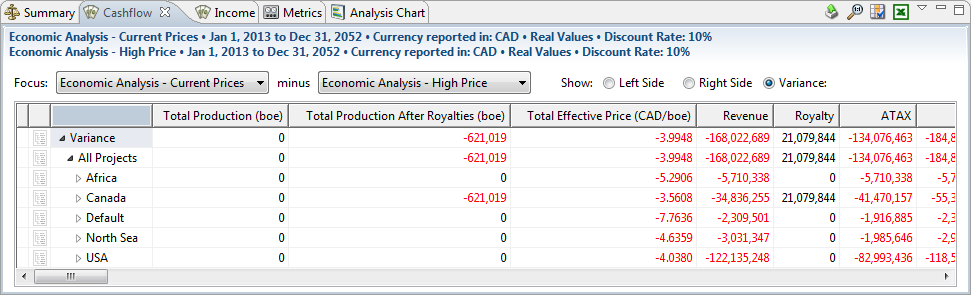 Summary Cashflow Income Metrics Analysis Chart
Economic Analysis - Current Prices • Jan 1, 2013 to Dec 31, 2052 • Currency reported in: CAD • Real Values • Discount Rate: 10%
Economic Analysis - High Price • Jan 1, 2013 to Dec 31, 2052 • Currency reported in: CAD • Real Values • Discount Rate: 10%
Focus: Economic Analysis - Current Prices minus Economic Analysis - High Price Show: Left Side Right Side Variance:
Total Production (boe) Total Production After Royalties (boe) Total Effective Price (CAD/boe) Revenue Royalty ATAX
Variance 0 -621,019 -3.9948 -168,022,689 21,079,844 -134,076,463 -184,8
All Projects 0 -621,019 -3.9948 -168,022,689 21,079,844 -134,076,463 -184,8
Africa 0 0 -5.2906 -5,710,338 0 -5,710,338 -5,7
Canada 0 -621,019 -3.5608 -34,836,255 21,079,844 -41,470,157 -55,3
Default 0 0 -7.7636 -2,309,501 0 -1,916,885 -2,3
North Sea 0 0 -4.6359 -3,031,347 0 -1,985,646 -2,9
USA 0 0 -4.0380 -122,135,248 0 -82,993,436 -118,5